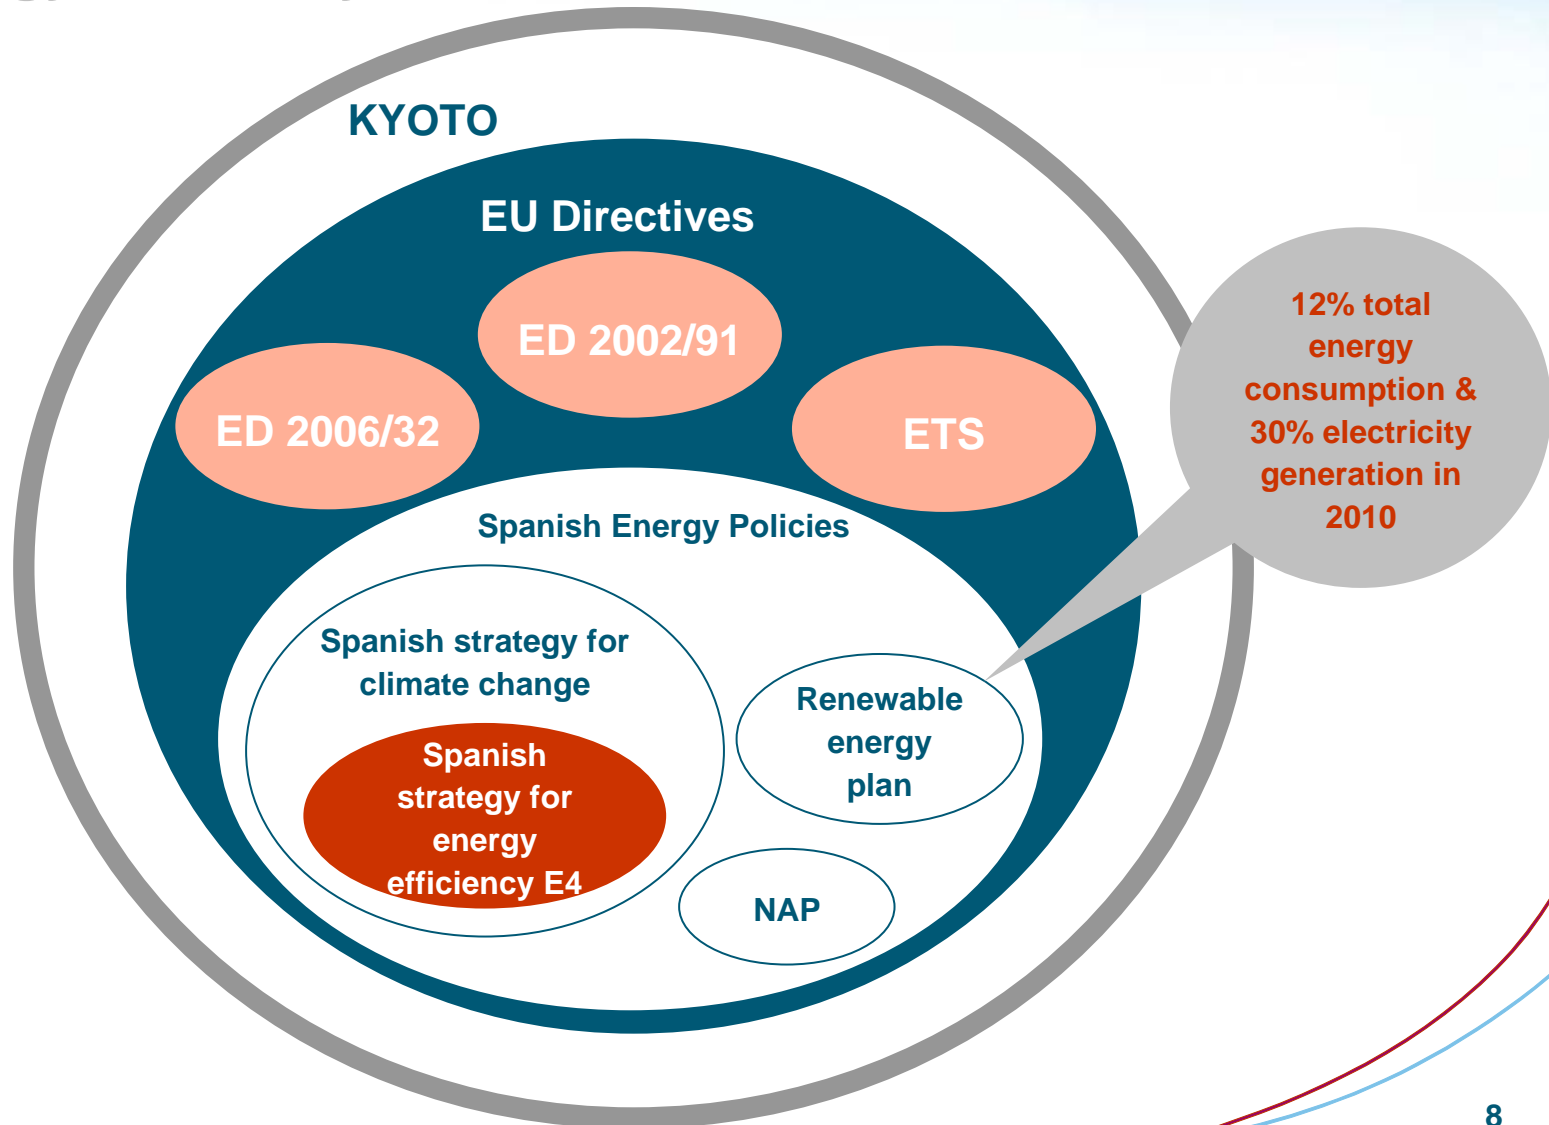 KYOTO
EU Directives
ED 2002/91
ED 2006/32
ETS
12% total
energy
consumption &
30% electricity
generation in
2010
Spanish Energy Policies
Spanish strategy for
climate change
Spanish
strategy for
energy
efficiency E4
Renewable
energy
plan
NAP
8